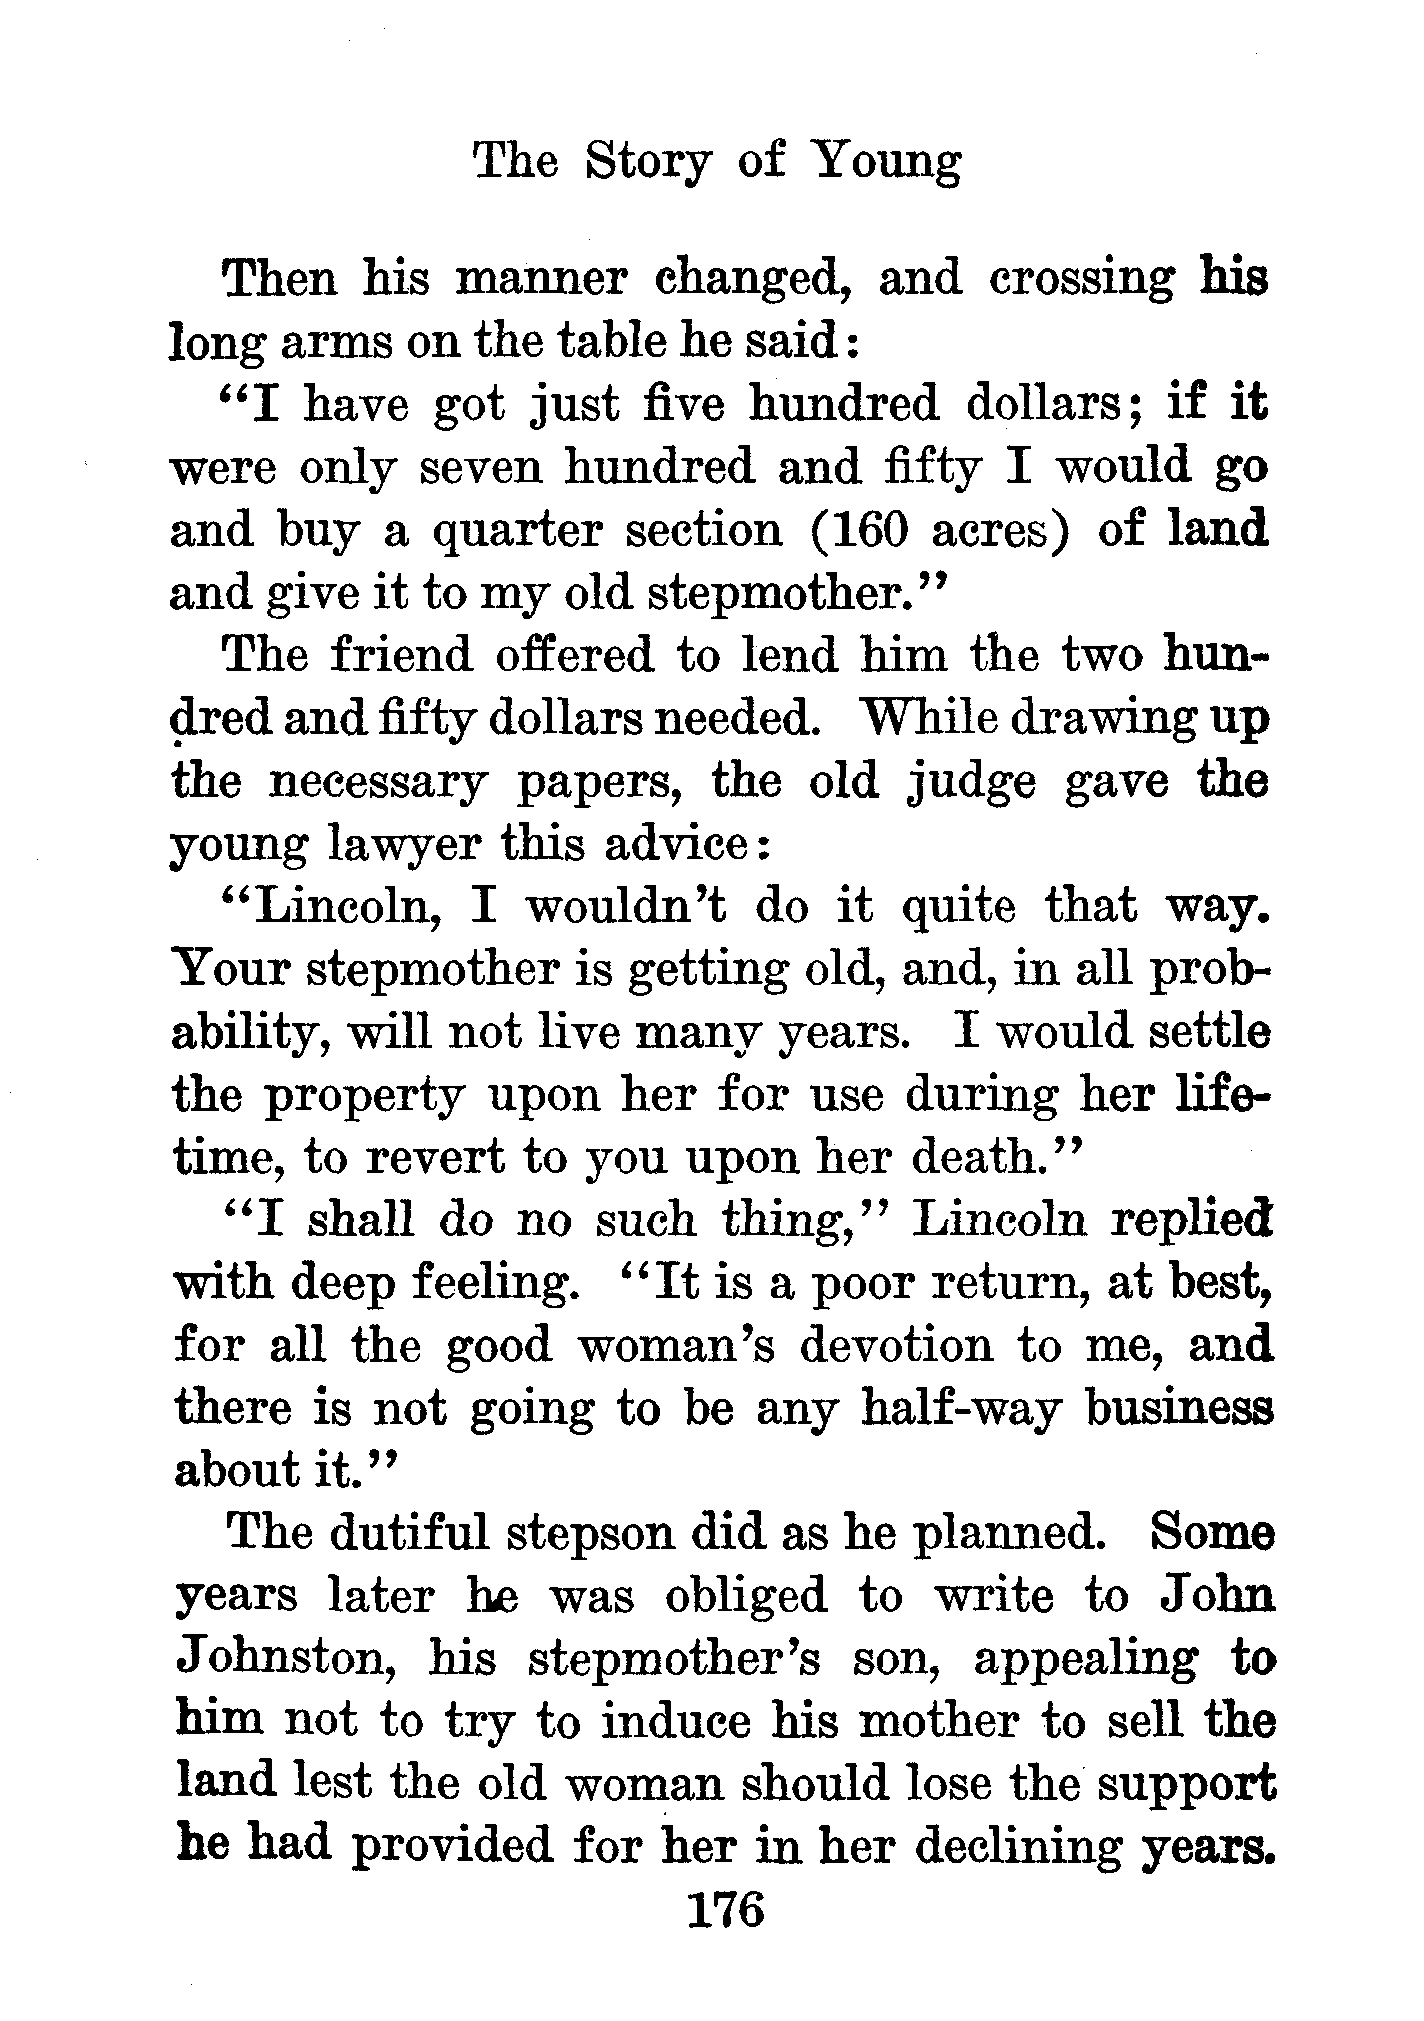 The Story of Young
Then his manner changed, and crossing his
long arms on the table he said:
"I have got just five hundred dollars; if it
were only seven hundred and fifty I would go
and buy a quarter section (160 acres) of land
and give it to my old stepmother."
The friend offered to lend him the two hun-
dred and fifty dollars needed. While drawing up
the necessary papers, the old judge gave the
young lawyer this advice:
"Lincoln, I wouldn't do it quite that way.
Your stepmother is getting old, and, in all prob-
ability, will not live many years. I would settle
the property upon her for use during her life-
time, to revert to you upon her death."
"I shall do no such thing," Lincoln replied
with deep feeling. "It is a poor return, at best,
for all the good woman's devotion to me, and
there is not going to be any half-way business
about it."
The dutiful stepson did as he planned. Some
years later he was obliged to write to John
Johnston, his stepmother's son, appealing to
him not to try to induce his mother to sell the
land lest the old woman should lose the support
he had provided for her in her declining years.
176